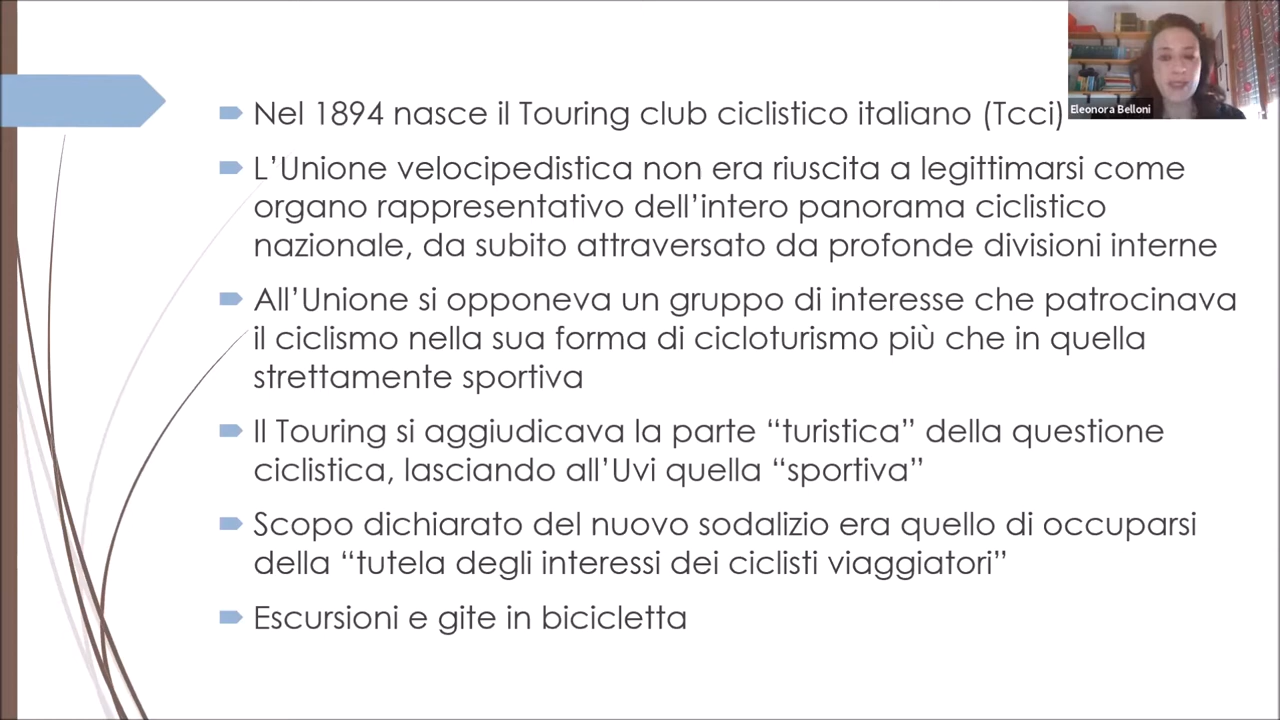 Nel 1894 nasce il Touring club ciclistico italiano (Tcci)
Eleonora Belloni
L’Unione velocipedistica non era riuscita a legittimarsi come
organo rappresentativo dell’intero panorama ciclistico
nazionale, da subito attraversato da profonde divisioni interne
All’Unione si opponeva un gruppo di interesse che patrocinava
il ciclismo nella sua forma di cicloturismo più che in quella
strettamente sportiva
Il Touring si aggiudicava la parte “turistica” della questione
ciclistica, lasciando all’Uvi quella “sportiva”
Scopo dichiarato del nuovo sodalizio era quello di occuparsi
della “tutela degli interessi dei ciclisti viaggiatori”
Escursioni e gite in bicicletta